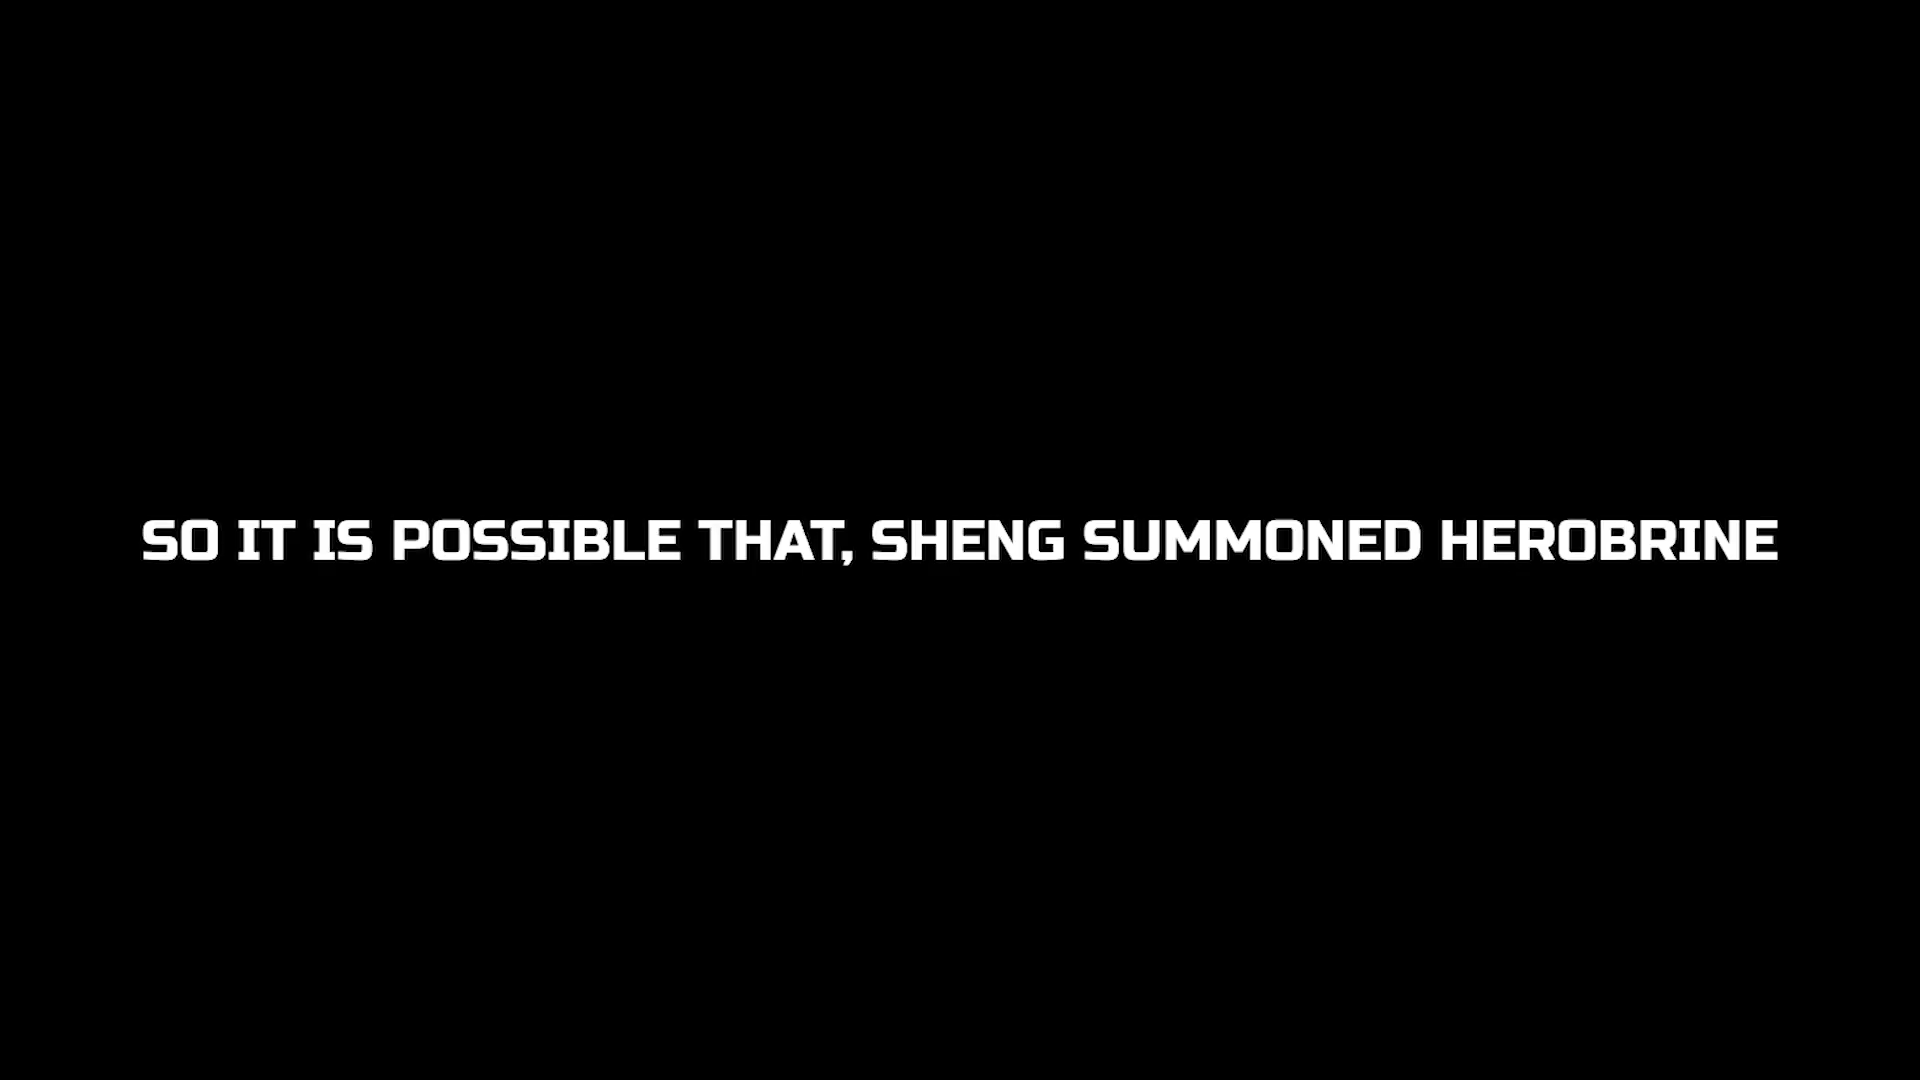 SO IT IS POSSIBLE THAT, SHENG SUMMONED HEROBRINE